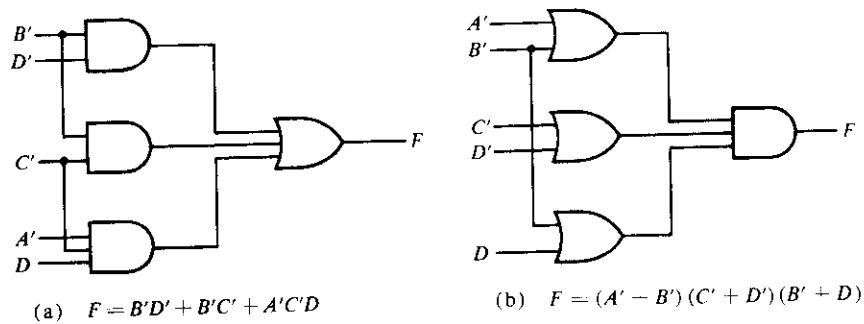 B'
D'
C'
A'
D
F
(a) F = B'D' + B'C' + A'C'D
A'
B'
C'
D'
D
F
(b) F = (A' − B') (C' + D') (B' + D)